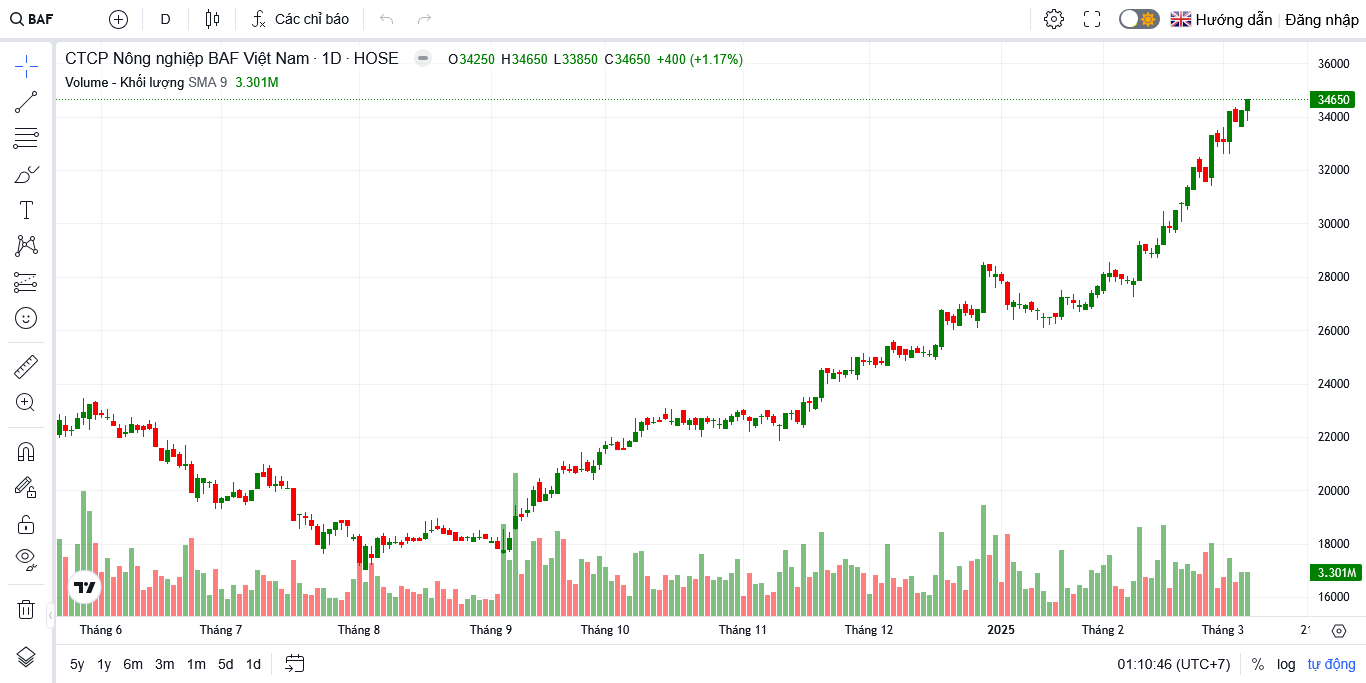 BAF D Các chỉ báo Hướng dẫn Đăng nhập
CTCP Nông nghiệp BAF Việt Nam · 1D · HOSE O34250 H34650 L33850 C34650 +400 (+1.17%)
Volume - Khối lượng SMA 9 3.301M
36000
34650
34000
32000
30000
28000
26000
24000
22000
20000
18000
3.301M
16000
Tháng 6 Tháng 7 Tháng 8 Tháng 9 Tháng 10 Tháng 11 Tháng 12 2025 Tháng 2 Tháng 3
5y 1y 6m 3m 1m 5d 1d 01:10:46 (UTC+7) % log tự động